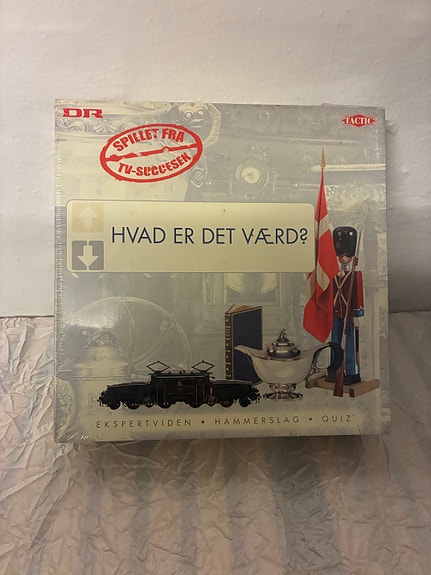 DR
TACTIC
SPILLET FRA
TV-SUCCESEN
HVAD ER DET VÆRD?
EKSPERTVIDEN • HAMMERSLAG • QUIZ